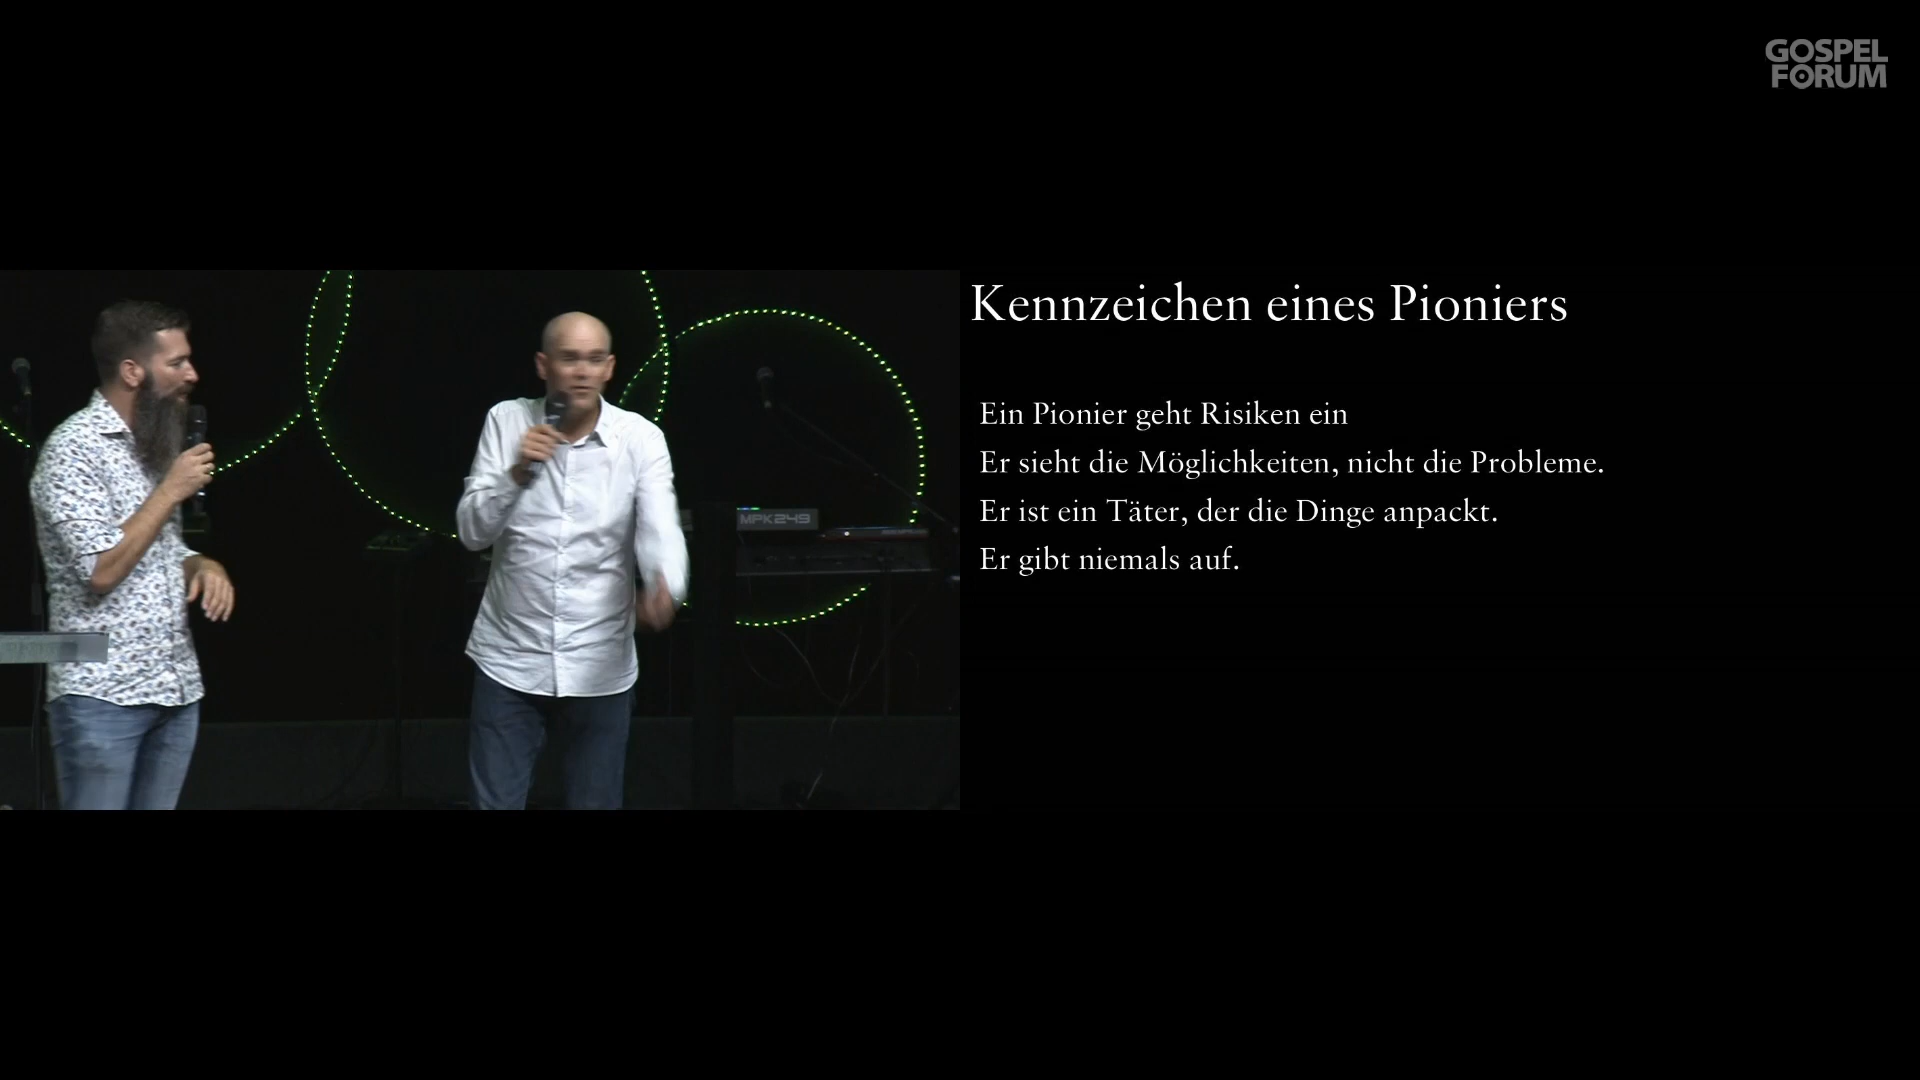 GOSPEL
FORUM
Kennzeichen eines Pioniers
Ein Pionier geht Risiken ein
Er sieht die Möglichkeiten, nicht die Probleme.
Er ist ein Täter, der die Dinge anpackt.
Er gibt niemals auf.
MPK249